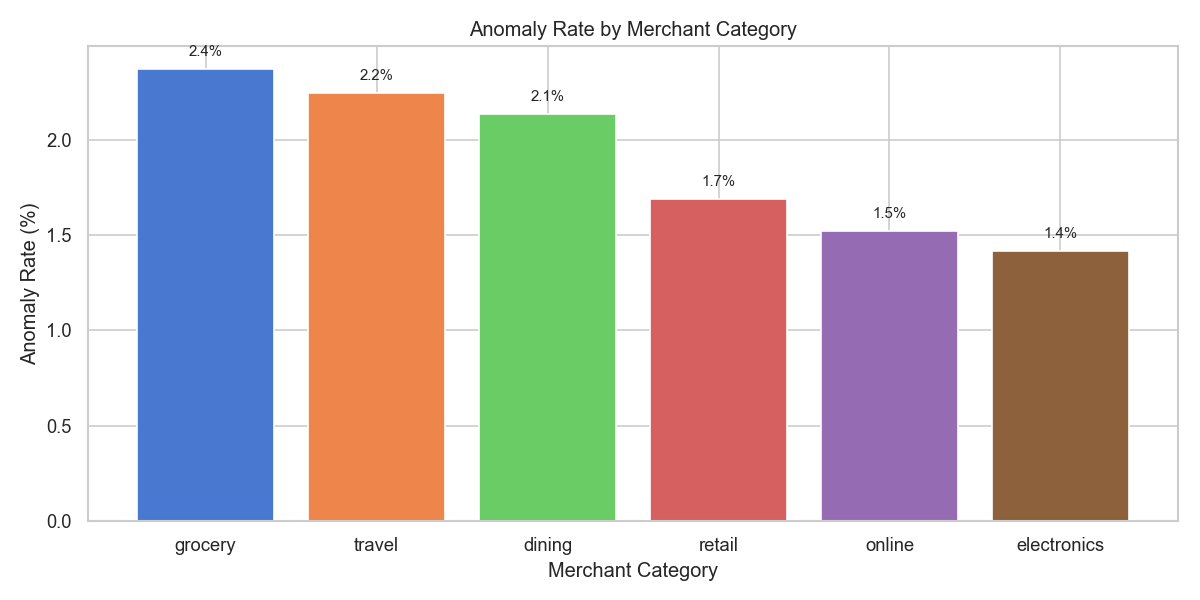 Anomaly Rate by Merchant Category
Anomaly Rate (%)
2.0
1.5
1.0
0.5
0.0
2.4%
2.2%
2.1%
1.7%
1.5%
1.4%
grocery
travel
dining
retail
online
electronics
Merchant Category